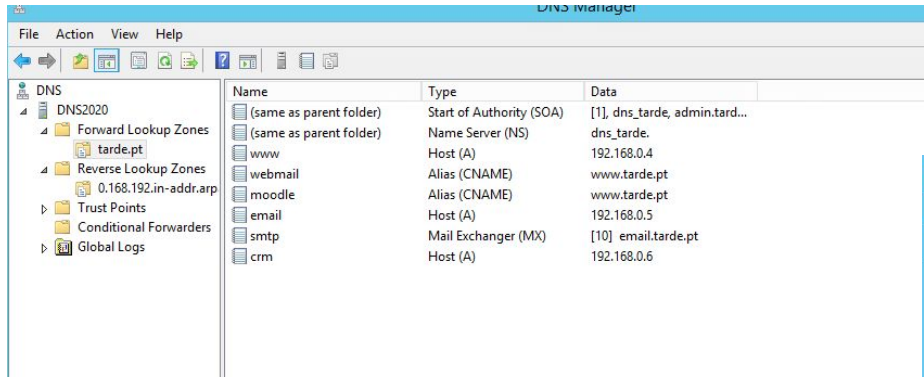 DNS Manager
File Action View Help
DNS
DNS2020
Forward Lookup Zones
tarde.pt
Reverse Lookup Zones
0.168.192.in-addr.arp
Trust Points
Conditional Forwarders
Global Logs
Name Type Data
(same as parent folder) Start of Authority (SOA) [1], dns_tarde, admin.tard...
(same as parent folder) Name Server (NS) dns_tarde.
www Host (A) 192.168.0.4
webmail Alias (CNAME) www.tarde.pt
moodle Alias (CNAME) www.tarde.pt
email Host (A) 192.168.0.5
smtp Mail Exchanger (MX) [10] email.tarde.pt
crm Host (A) 192.168.0.6